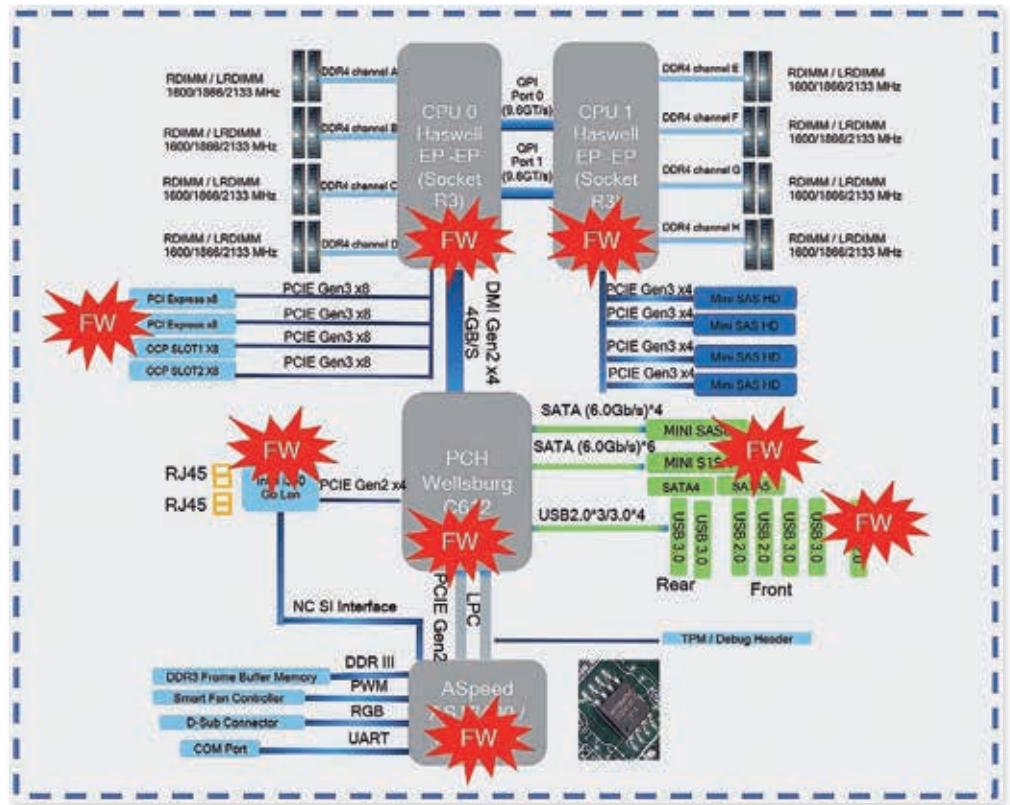 RDIMM / LRDIMM
1600/1866/2133 MHz
DDR4 channel A
RDIMM / LRDIMM
1600/1866/2133 MHz
DDR4 channel B
RDIMM / LRDIMM
1600/1866/2133 MHz
DDR4 channel C
RDIMM / LRDIMM
1600/1866/2133 MHz
DDR4 channel D
CPU 0
Haswell
EP -EP
(Socket
R3)
FW
QPI
Port 0
(9.6GT/s)
QPI
Port 1
(9.6GT/s)
CPU 1
Haswell
EP -EP
(Socket
R3)
FW
DDR4 channel E
RDIMM / LRDIMM
1600/1866/2133 MHz
DDR4 channel F
RDIMM / LRDIMM
1600/1866/2133 MHz
DDR4 channel G
RDIMM / LRDIMM
1600/1866/2133 MHz
DDR4 channel H
RDIMM / LRDIMM
1600/1866/2133 MHz
FW
PCI Express x8
PCIE Gen3 x8
PCI Express x8
PCIE Gen3 x8
OCP SLOT1 X8
PCIE Gen3 x8
OCP SLOT2 X8
PCIE Gen3 x8
DMI Gen2 x4
4GB/S
PCIE Gen3 x4
Mini SAS HD
PCIE Gen3 x4
Mini SAS HD
PCIE Gen3 x4
Mini SAS HD
PCIE Gen3 x4
Mini SAS HD
FW
RJ45
RJ45
Gb Lan
PCIE Gen2 x4
PCH
Wellsburg
C612
FW
SATA (6.0Gb/s)*4
MINI SAS
SATA (6.0Gb/s)*6
MINI
FW
SATA4
SATA5
USB2.0*3/3.0*4
USB 3.0
USB 3.0
USB 2.0
USB 2.0
USB 3.0
USB 3.0
FW
Rear
Front
NC SI Interface
PCIE Gen2
LPC
TPM / Debug Header
DDR3 Frame Buffer Memory
DDR III
Smart Fan Controller
PWM
D-Sub Connector
RGB
COM Port
UART
ASpeed
FW